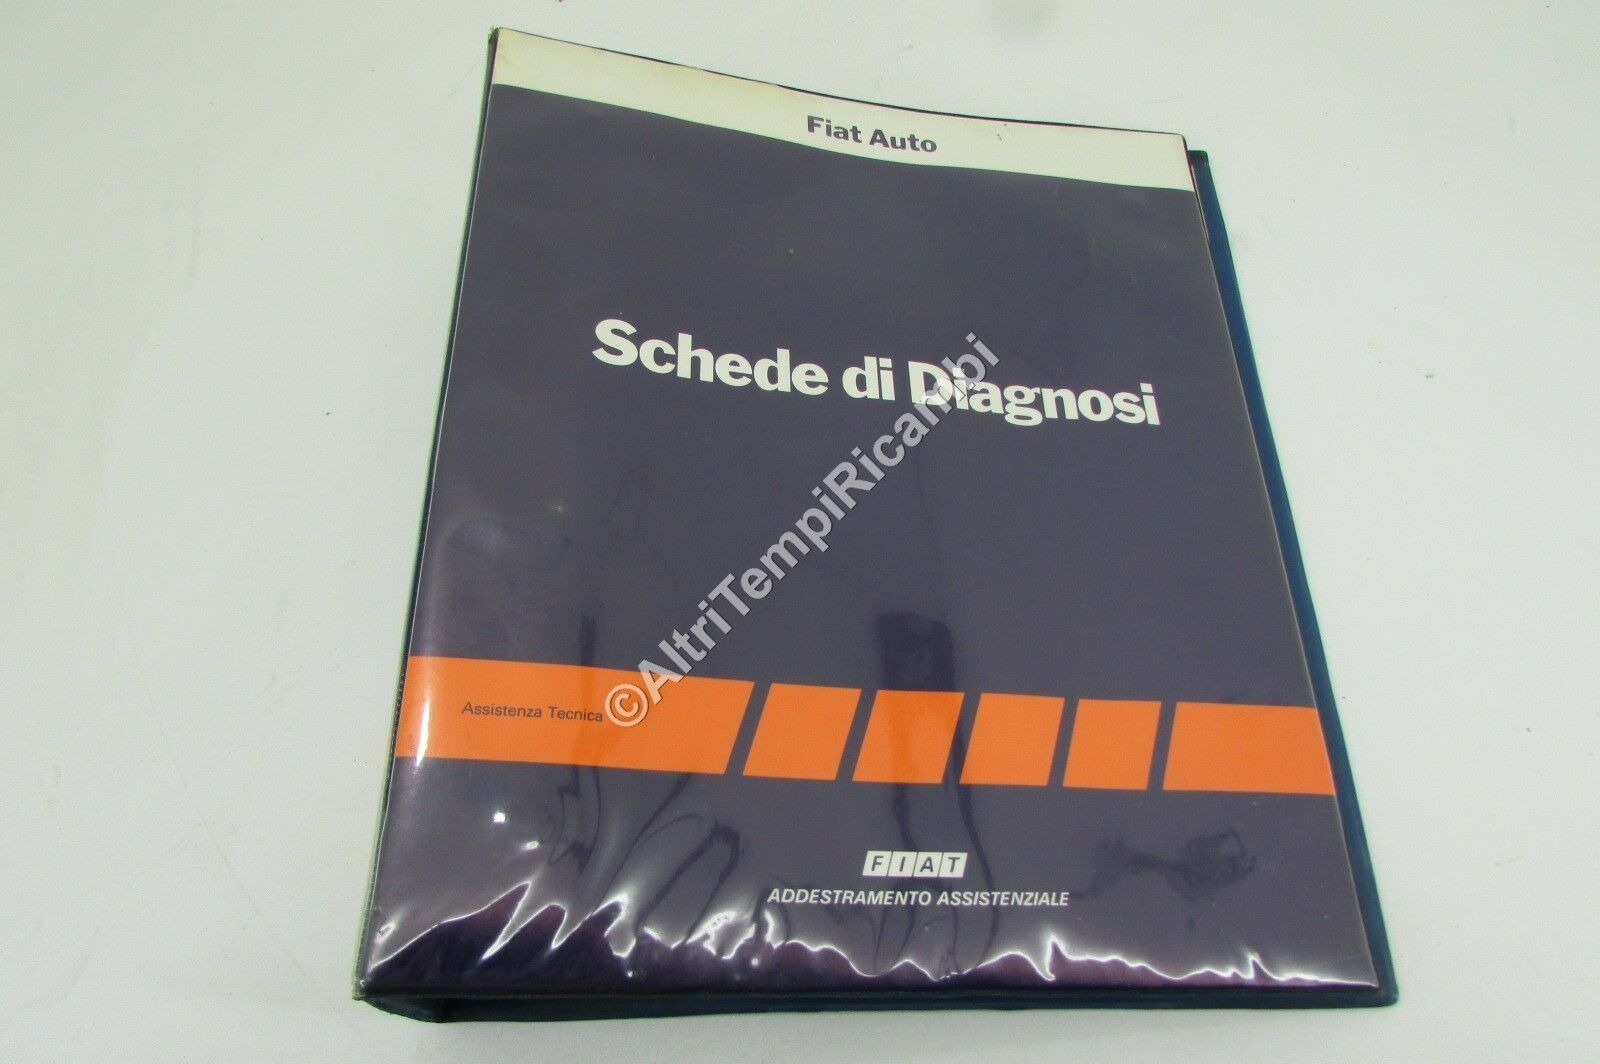 Fiat Auto
Schede di Diagnosi
©AltriTempiRicambi
Assistenza Tecnica
FIAT
ADDESTRAMENTO ASSISTENZIALE